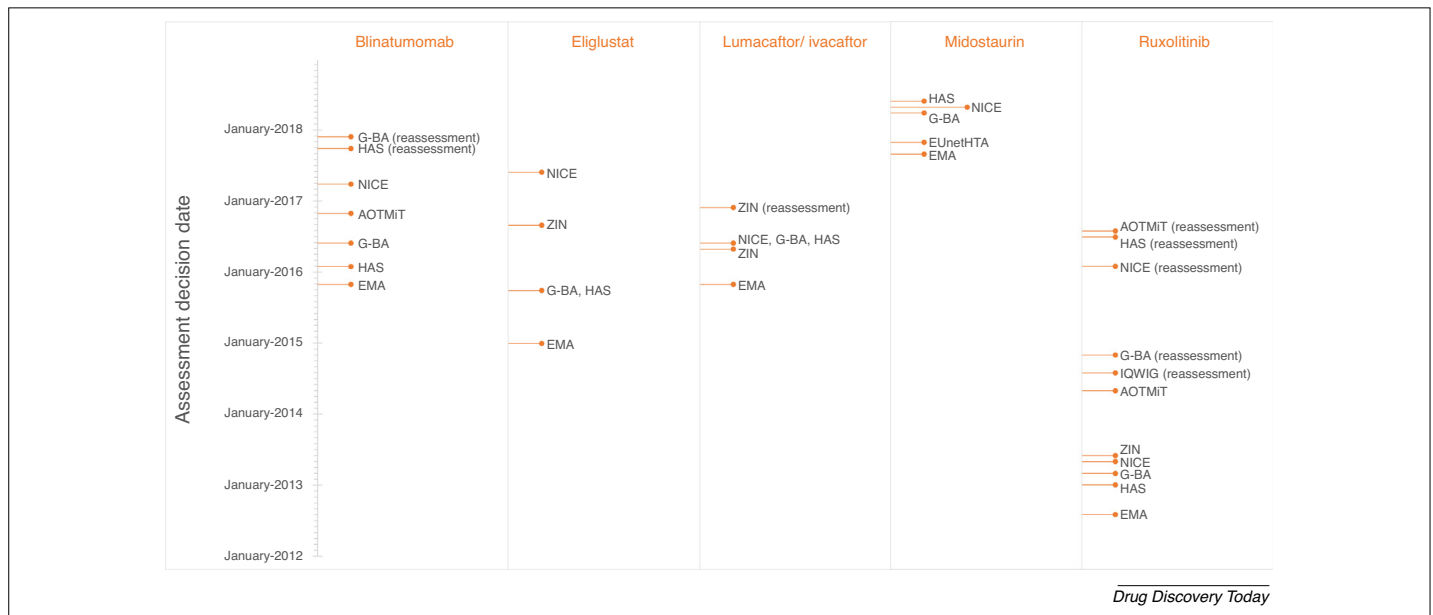 Blinatumomab
Eliglustat
Lumacaftor/ ivacaftor
Midostaurin
Ruxolitinib
Assessment decision date
January-2018
January-2017
January-2016
January-2015
January-2014
January-2013
January-2012
G-BA (reassessment)
HAS (reassessment)
NICE
AOTMiT
G-BA
HAS
EMA
NICE
ZIN
G-BA, HAS
EMA
ZIN (reassessment)
NICE, G-BA, HAS
ZIN
EMA
HAS
NICE
G-BA
EUnetHTA
EMA
AOTMiT (reassessment)
HAS (reassessment)
NICE (reassessment)
G-BA (reassessment)
IQWIG (reassessment)
AOTMiT
ZIN
NICE
G-BA
HAS
EMA
Drug Discovery Today